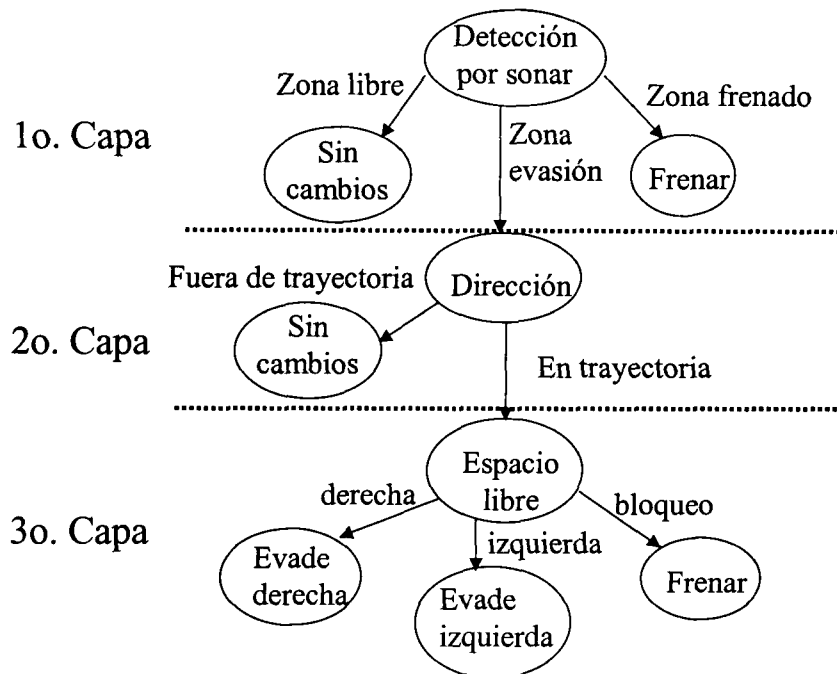 Detección
por sonar
Zona libre
Zona frenado
1o. Capa
Zona
evasión
Sin
cambios
Frenar
Fuera de trayectoria
Dirección
2o. Capa
Sin
cambios
En trayectoria
Espacio
libre
derecha
bloqueo
3o. Capa
izquierda
Evade
derecha
Evade
izquierda
Frenar